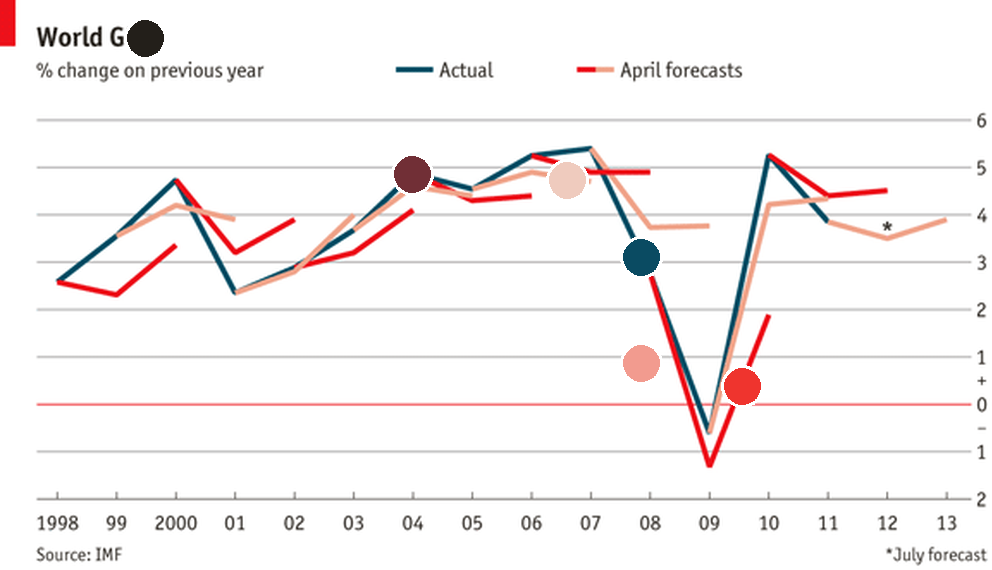 World G
% change on previous year
Actual
April forecasts
6
5
4
3
2
1
+
0
–
1
2
*
1998 99 2000 01 02 03 04 05 06 07 08 09 10 11 12 13
Source: IMF
*July forecast